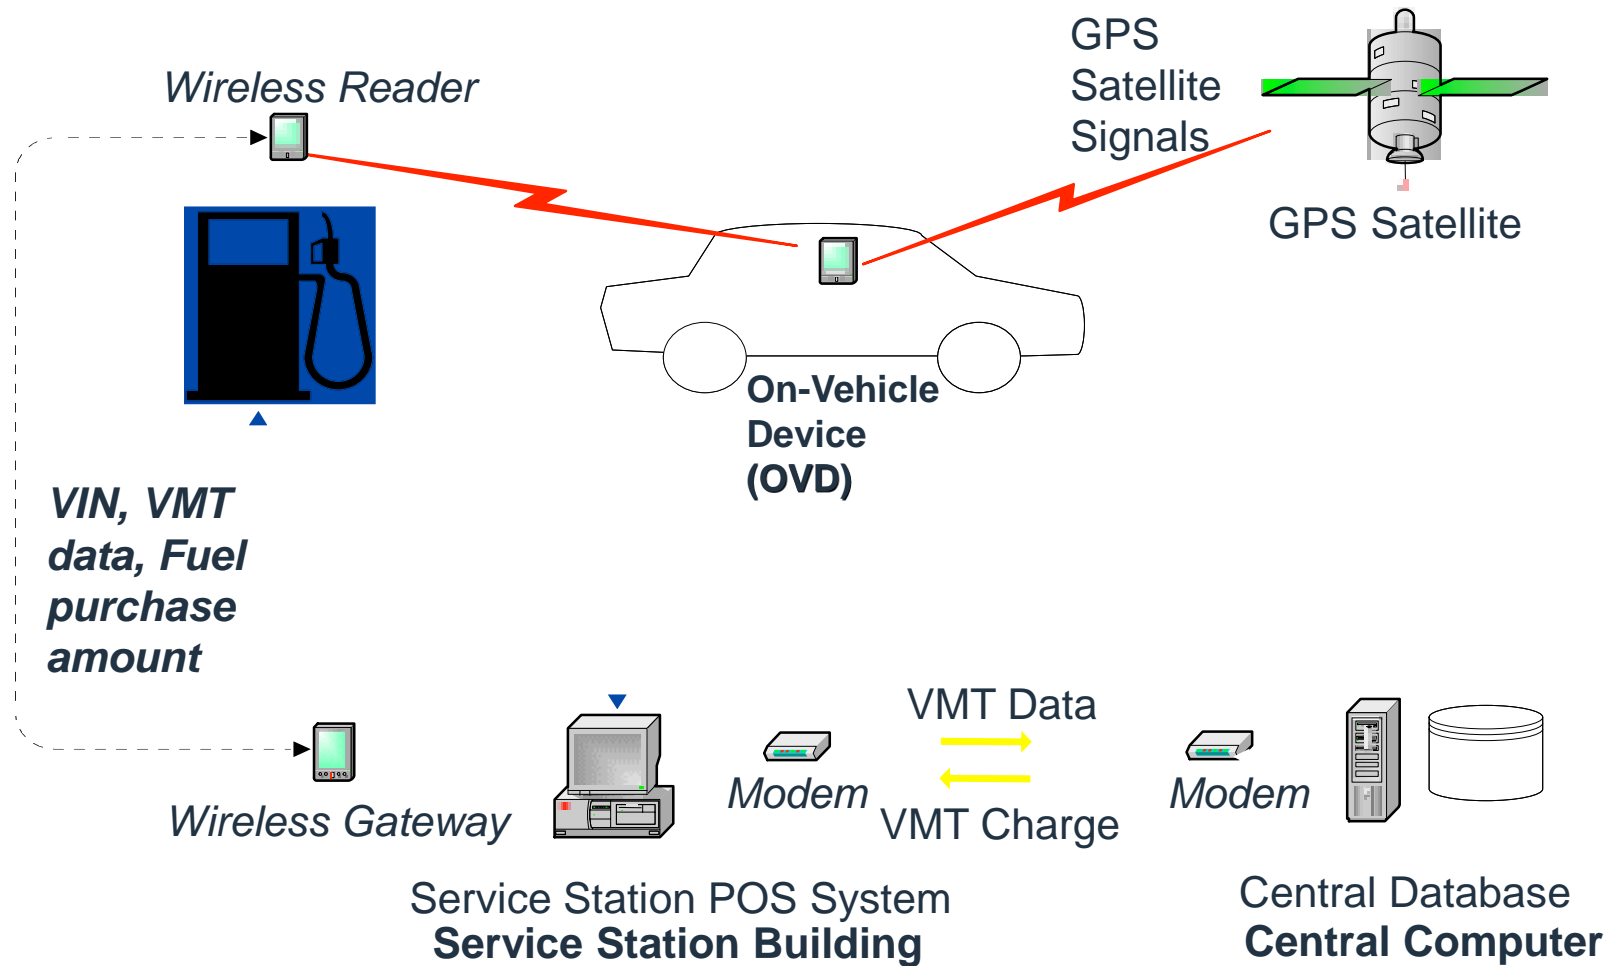 GPS
Satellite
Signals
Wireless Reader
GPS Satellite
On-Vehicle
Device
(OVD)
VIN, VMT
data, Fuel
purchase
amount
VMT Data
Modem
Modem
Wireless Gateway
VMT Charge
Service Station POS System
Service Station Building
Central Database
Central Computer